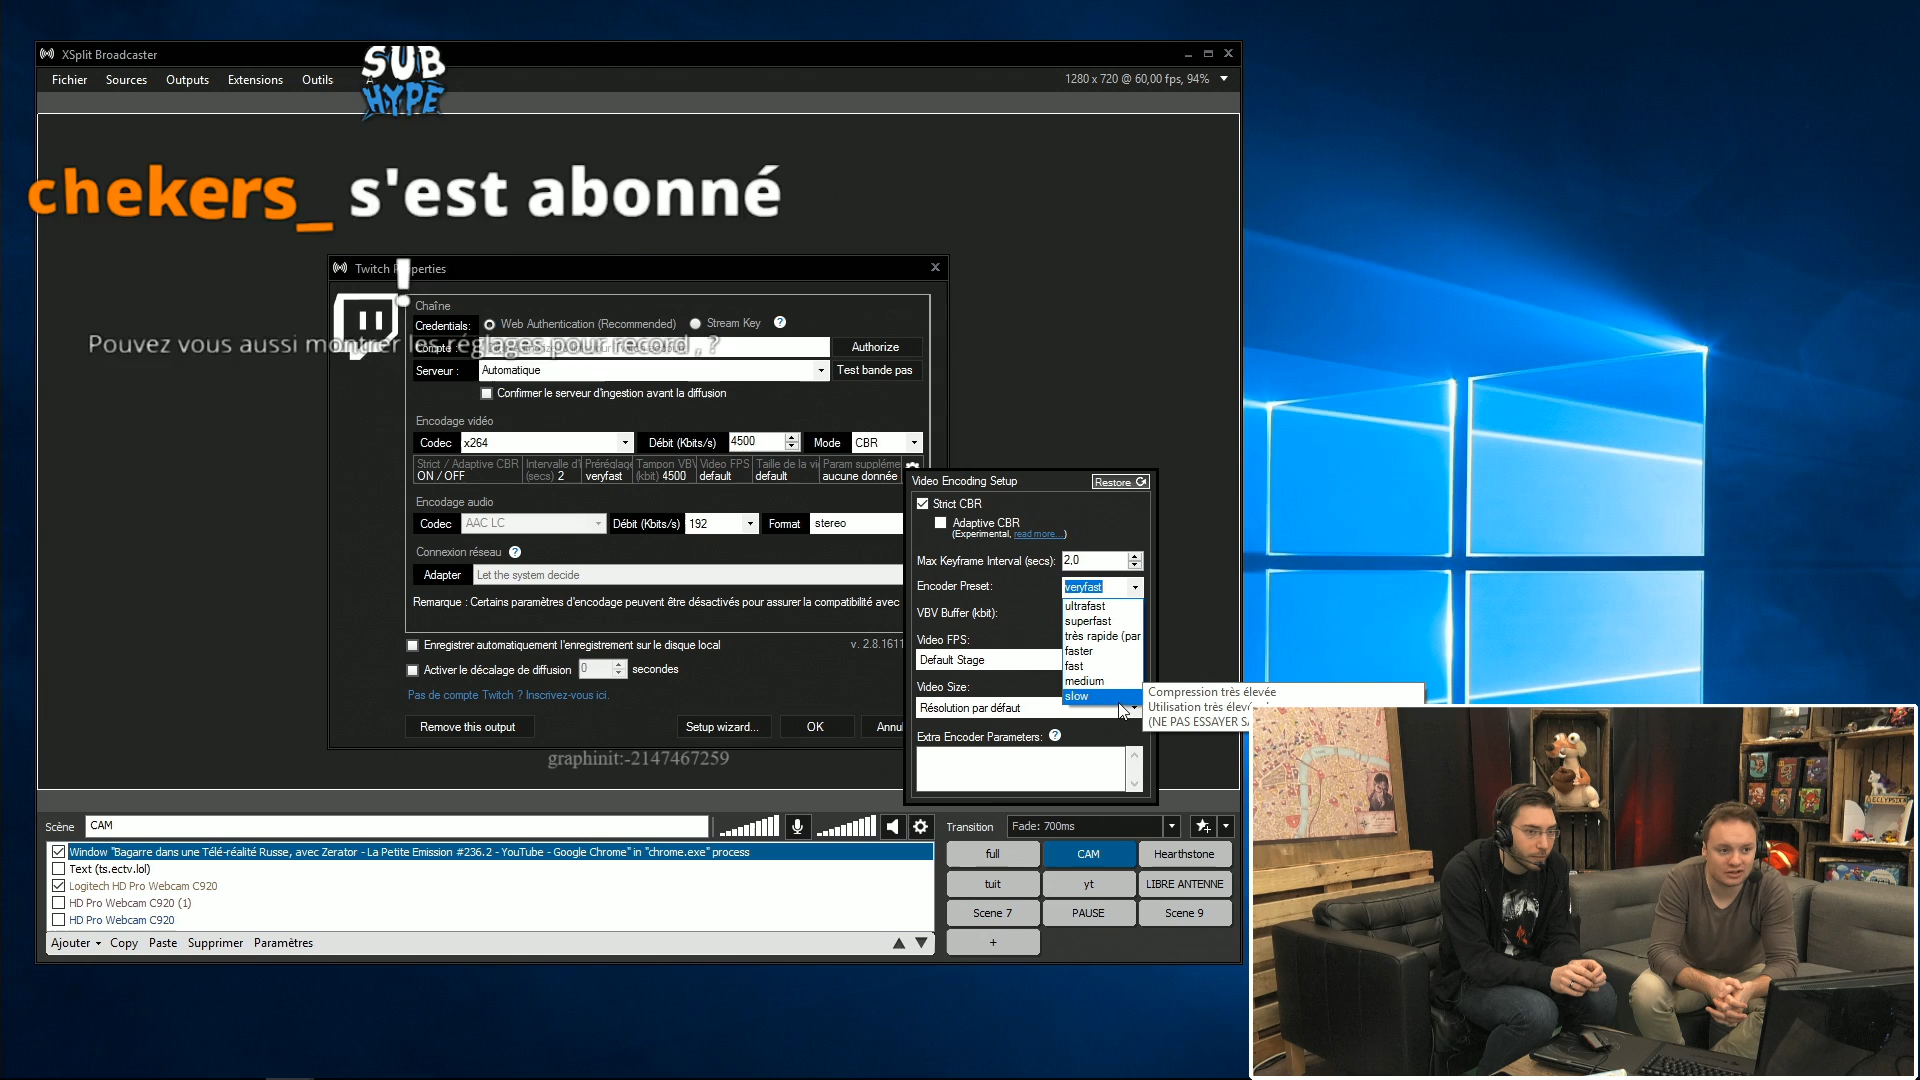 XSplit Broadcaster
Fichier Sources Outputs Extensions Outils
1280 x 720 @ 60,00 fps, 94%
SUB
HYPE
chekers_ s'est abonné
!
Twitch
Chaîne
Credentials: Web Authentication (Recommended) Stream Key ?
Pouvez vous aussi montrer les réglages pour record , ?
Compte :
Authorize
Serveur : Automatique Test bande pas
Confirmer le serveur d'ingestion avant la diffusion
Encodage vidéo
Codec x264 Débit (Kbits/s) 4500 Mode CBR
Strict / Adaptive CBR Intervalle d'I Préréglage Tampon VBV Video FPS Taille de la vi Param supplémе
ON / OFF (secs) 2 veryfast (kbit) 4500 default default aucune donnée
Encodage audio
Codec AAC LC Débit (Kbits/s) 192 Format stereo
Connexion réseau ?
Adapter Let the system decide
Remarque : Certains paramètres d'encodage peuvent être désactivés pour assurer la compatibilité avec
Enregistrer automatiquement l'enregistrement sur le disque local v. 2.8.1611
Activer le décalage de diffusion 0 secondes
Pas de compte Twitch ? Inscrivez-vous ici.
Remove this output Setup wizard... OK Annul
graphinit:-2147467259
Video Encoding Setup Restore
Strict CBR
Adaptive CBR
(Experimental, read more...)
Max Keyframe Interval (secs): 2,0
Encoder Preset: veryfast
ultrafast
superfast
très rapide (par
faster
fast
medium
slow
VBV Buffer (kbit):
Video FPS:
Default Stage
Video Size:
Résolution par défaut
Extra Encoder Parameters: ?
Compression très élevée
Utilisation très élevée
(NE PAS ESSAYER SA
Scène CAM
Transition Fade: 700ms
Window "Bagarre dans une Télé-réalité Russe, avec Zerator - La Petite Emission #236.2 - YouTube - Google Chrome" in "chrome.exe" process
Text (ts.ectv.lol)
Logitech HD Pro Webcam C920
HD Pro Webcam C920 (1)
HD Pro Webcam C920
Ajouter Copy Paste Supprimer Paramètres
full CAM Hearthstone
tuit yt LIBRE ANTENNE
Scene 7 PAUSE Scene 9
+